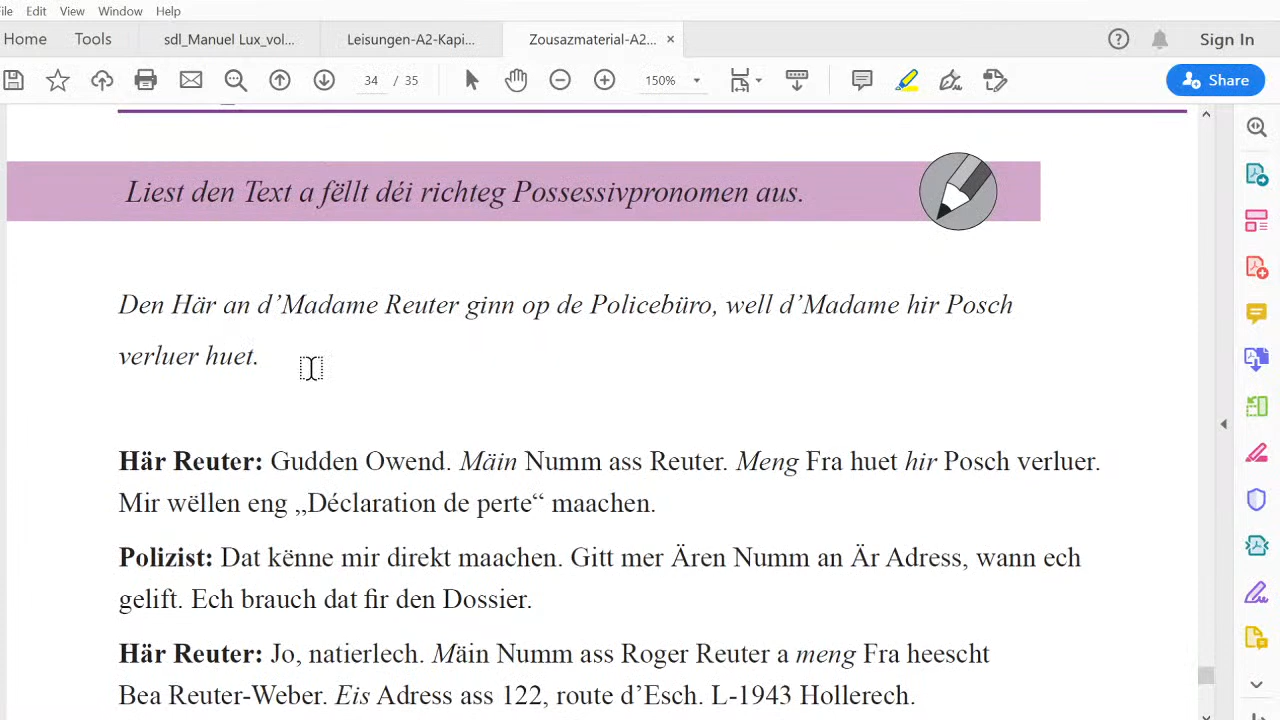 File Edit View Window Help
Home Tools sdl_Manuel Lux_vol... Leisungen-A2-Kapi... Zousazmaterial-A2... × Sign In
34 / 35 150% Share
Liest den Text a fëllt déi richteg Possessivpronomen aus.
Den Här an d’Madame Reuter ginn op de Policebüro, well d’Madame hir Posch
verluer huet.
Här Reuter: Gudden Owend. Mäin Numm ass Reuter. Meng Fra huet hir Posch verluer.
Mir wëllen eng „Déclaration de perte“ maachen.
Polizist: Dat kënne mir direkt maachen. Gitt mer Ären Numm an Är Adress, wann ech
gelift. Ech brauch dat fir den Dossier.
Här Reuter: Jo, natierlech. Mäin Numm ass Roger Reuter a meng Fra heescht
Bea Reuter-Weber. Eis Adress ass 122, route d’Esch. L-1943 Hollerech.